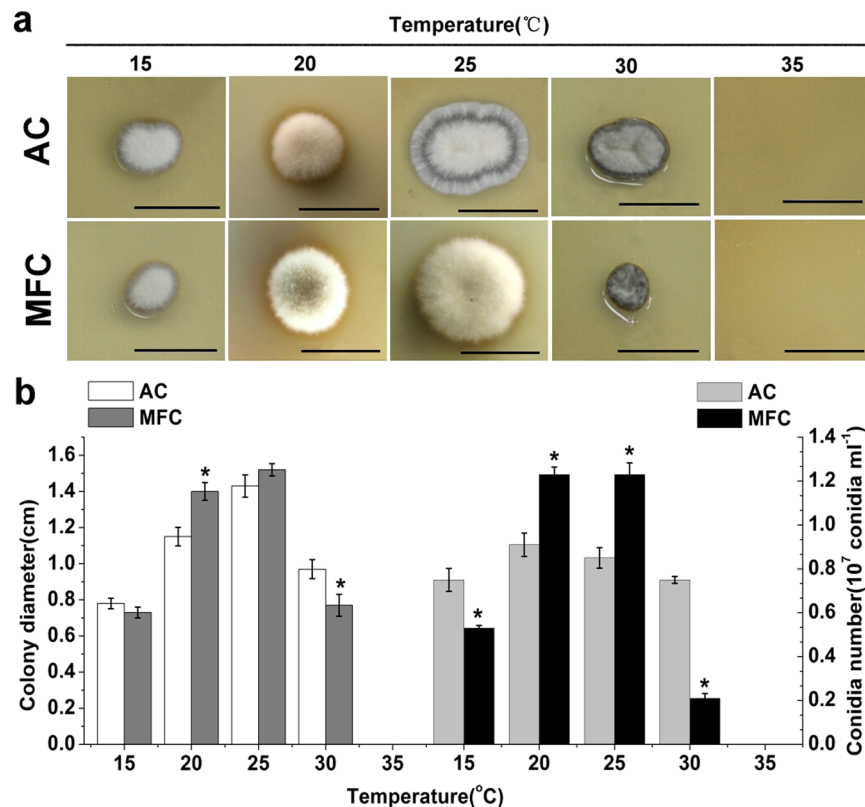 a
Temperature(℃)
15 20 25 30 35
AC
MFC
b
AC
MFC
AC
MFC
Colony diameter(cm)
1.6
1.4
1.2
1.0
0.8
0.6
0.4
0.2
0.0
* * * * * *
1.4
1.2
1.0
0.8
0.6
0.4
0.2
0.0
Conidia number(10⁷ conidia ml⁻¹)
15 20 25 30 35 15 20 25 30 35
Temperature(°C)